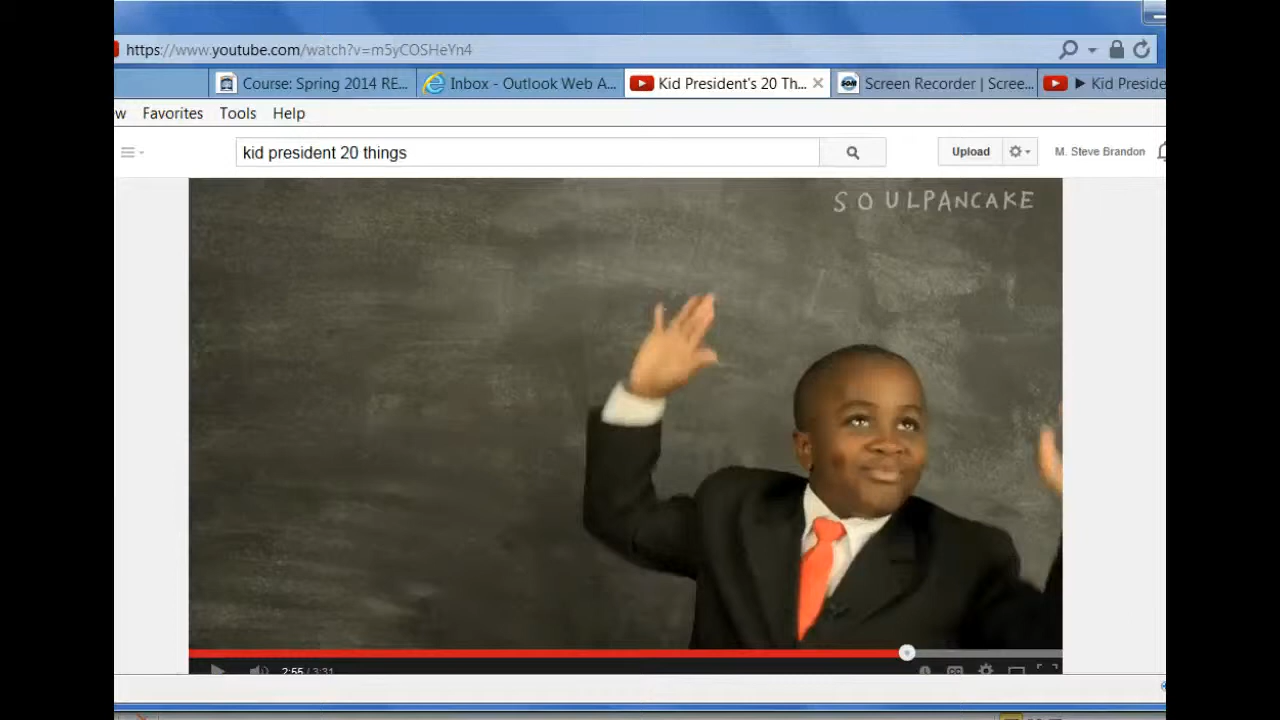 https://www.youtube.com/watch?v=m5yCOSHeYn4
Course: Spring 2014 RE... Inbox - Outlook Web A... Kid President's 20 Th... Screen Recorder | Scree... ▶ Kid Preside
w Favorites Tools Help
kid president 20 things Upload M. Steve Brandon
SOULPANCAKE
2:55 / 3:31